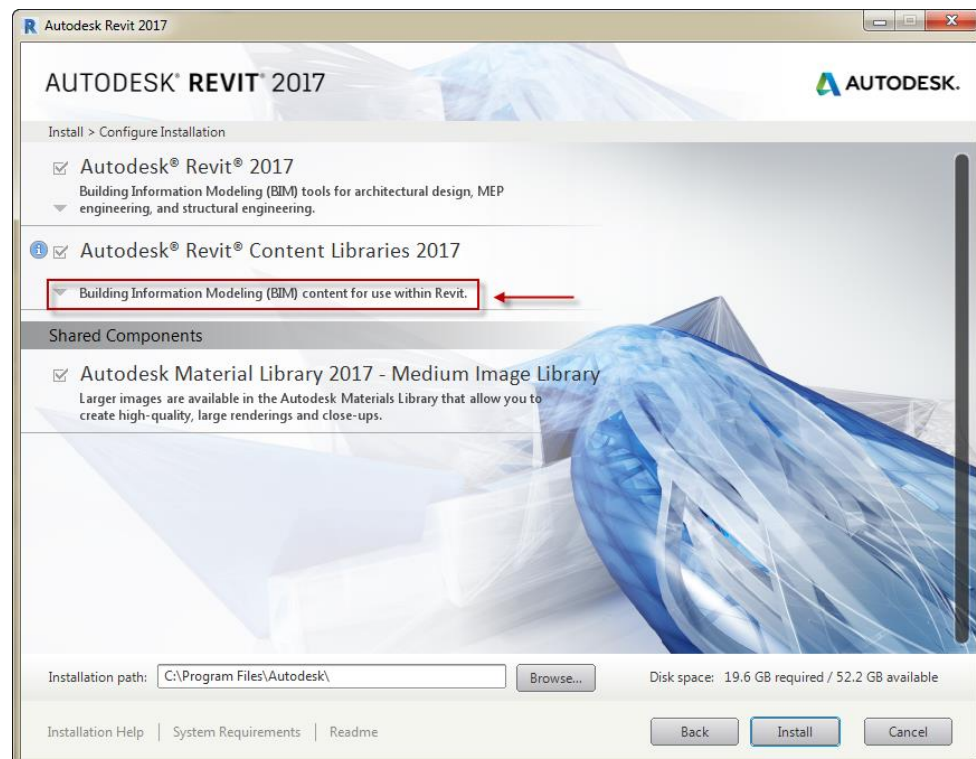 Autodesk Revit 2017
AUTODESK® REVIT® 2017
AUTODESK.
Install > Configure Installation
Autodesk® Revit® 2017
Building Information Modeling (BIM) tools for architectural design, MEP
engineering, and structural engineering.
Autodesk® Revit® Content Libraries 2017
Building Information Modeling (BIM) content for use within Revit.
Shared Components
Autodesk Material Library 2017 - Medium Image Library
Larger images are available in the Autodesk Materials Library that allow you to
create high-quality, large renderings and close-ups.
Installation path: C:\Program Files\Autodesk\ Browse... Disk space: 19.6 GB required / 52.2 GB available
Installation Help | System Requirements | Readme Back Install Cancel